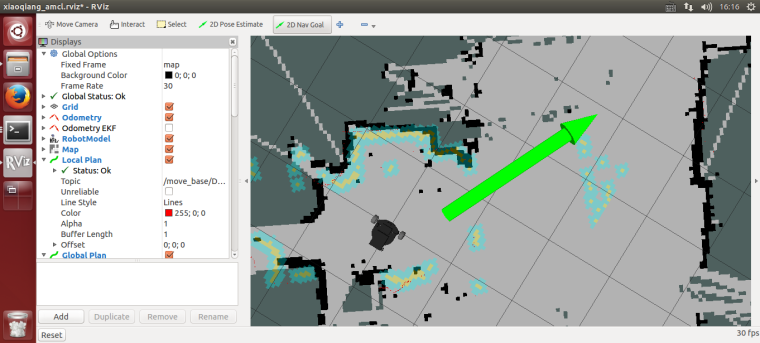 xiaoqiang_amcl.rviz* - RViz
16:16
Move Camera Interact Select 2D Pose Estimate 2D Nav Goal
Displays
Global Options
Fixed Frame map
Background Color 0; 0; 0
Frame Rate 30
Global Status: Ok
Grid
Odometry
Odometry EKF
RobotModel
Map
Local Plan
Status: Ok
Topic /move_base/D...
Unreliable
Line Style Lines
Color 255; 0; 0
Alpha 1
Buffer Length 1
Offset 0; 0; 0
Global Plan
Add Duplicate Remove Rename
Reset
30 fps
RViz